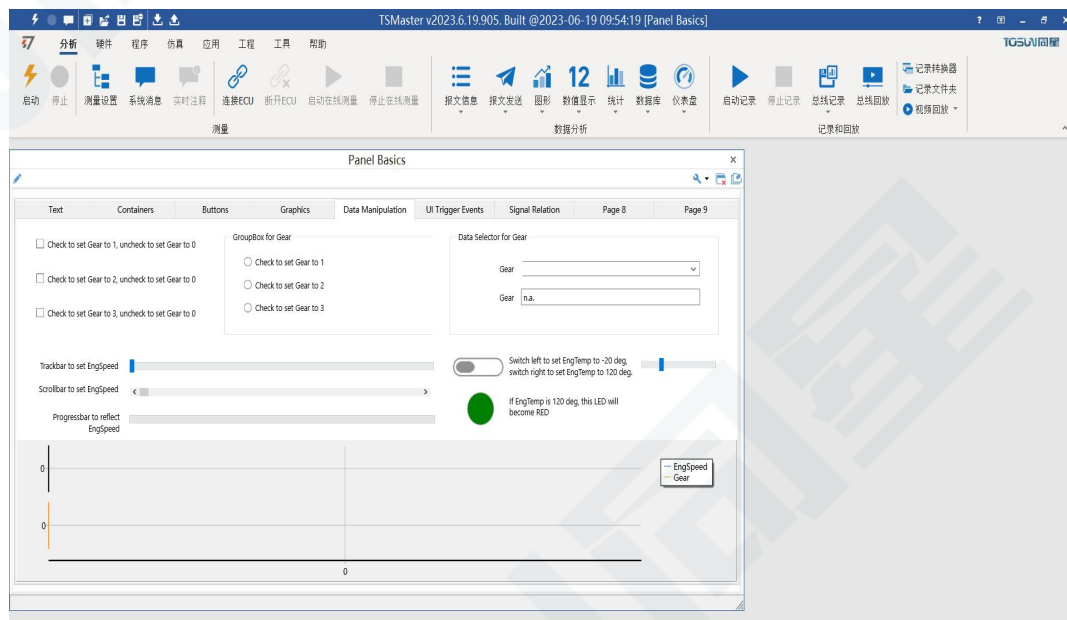 TSMaster v2023.6.19.905. Built @2023-06-19 09:54:19 [Panel Basics]
分析 硬件 程序 仿真 应用 工程 工具 帮助
TOSUN同星
启动 停止 测量设置 系统消息 实时注释 连接ECU 断开ECU 启动在线测量 停止在线测量
测量
12
报文信息 报文发送 图形 数值显示 统计 数据库 仪表盘
数据分析
启动记录 停止记录 总线记录 总线回放
记录转换器
记录文件夹
视频回放
记录和回放
Panel Basics
Text Containers Buttons Graphics Data Manipulation UI Trigger Events Signal Relation Page 8 Page 9
Check to set Gear to 1, uncheck to set Gear to 0
Check to set Gear to 2, uncheck to set Gear to 0
Check to set Gear to 3, uncheck to set Gear to 0
GroupBox for Gear
Check to set Gear to 1
Check to set Gear to 2
Check to set Gear to 3
Data Selector for Gear
Gear
Gear n.a.
Trackbar to set EngSpeed
Scrollbar to set EngSpeed
Progressbar to reflect
EngSpeed
Switch left to set EngTemp to -20 deg,
switch right to set EngTemp to 120 deg.
If EngTemp is 120 deg, this LED will
become RED
0
0
0
EngSpeed
Gear
同星